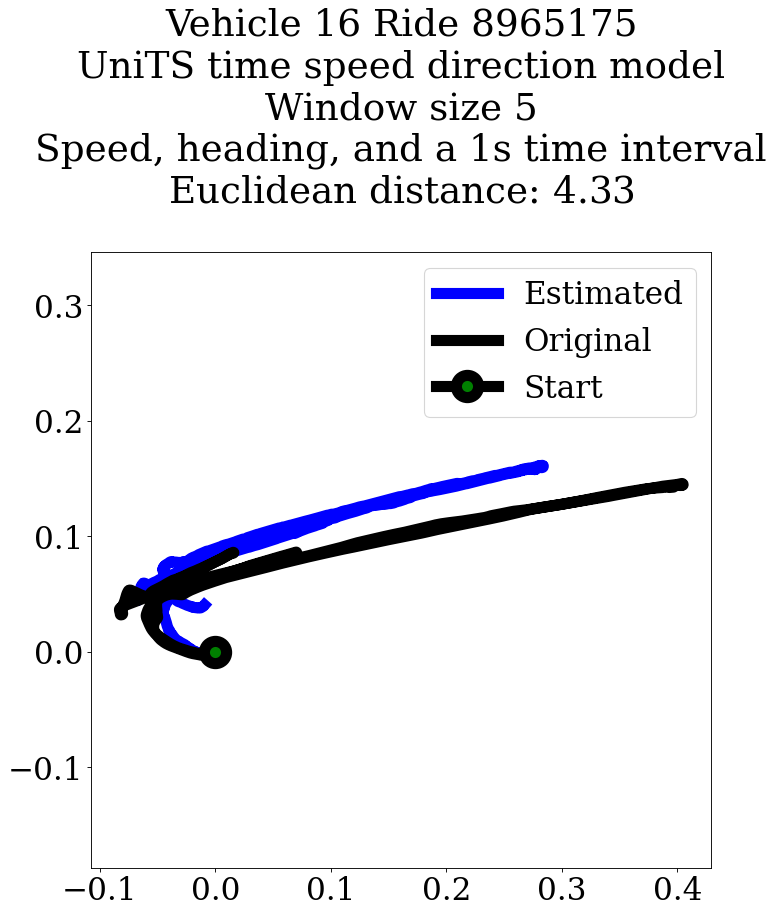 Vehicle 16 Ride 8965175
UniTS time speed direction model
Window size 5
Speed, heading, and a 1s time interval
Euclidean distance: 4.33
Estimated
Original
Start
0.3
0.2
0.1
0.0
−0.1
−0.1 0.0 0.1 0.2 0.3 0.4